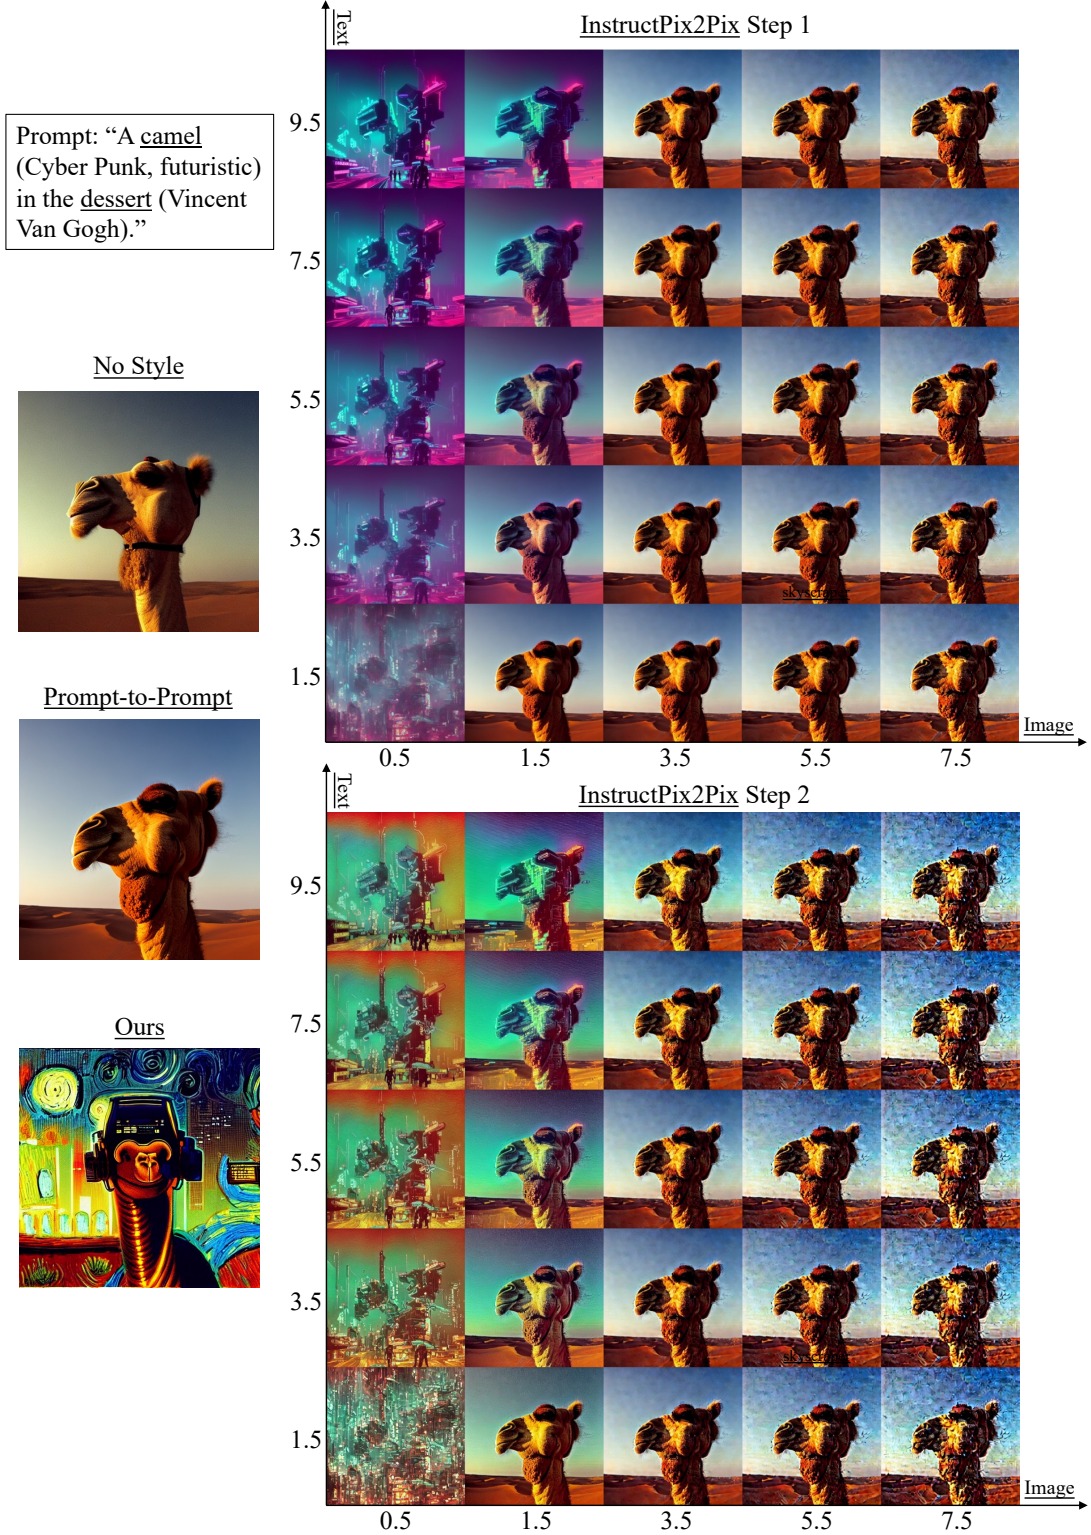 Text
InstructPix2Pix Step 1
Prompt: “A camel
(Cyber Punk, futuristic)
in the dessert (Vincent
Van Gogh).”
No Style
Prompt-to-Prompt
Ours
9.5
7.5
5.5
3.5
skyscraper
1.5
Image
0.5 1.5 3.5 5.5 7.5
Text
InstructPix2Pix Step 2
9.5
7.5
5.5
3.5
skyscraper
1.5
Image
0.5 1.5 3.5 5.5 7.5